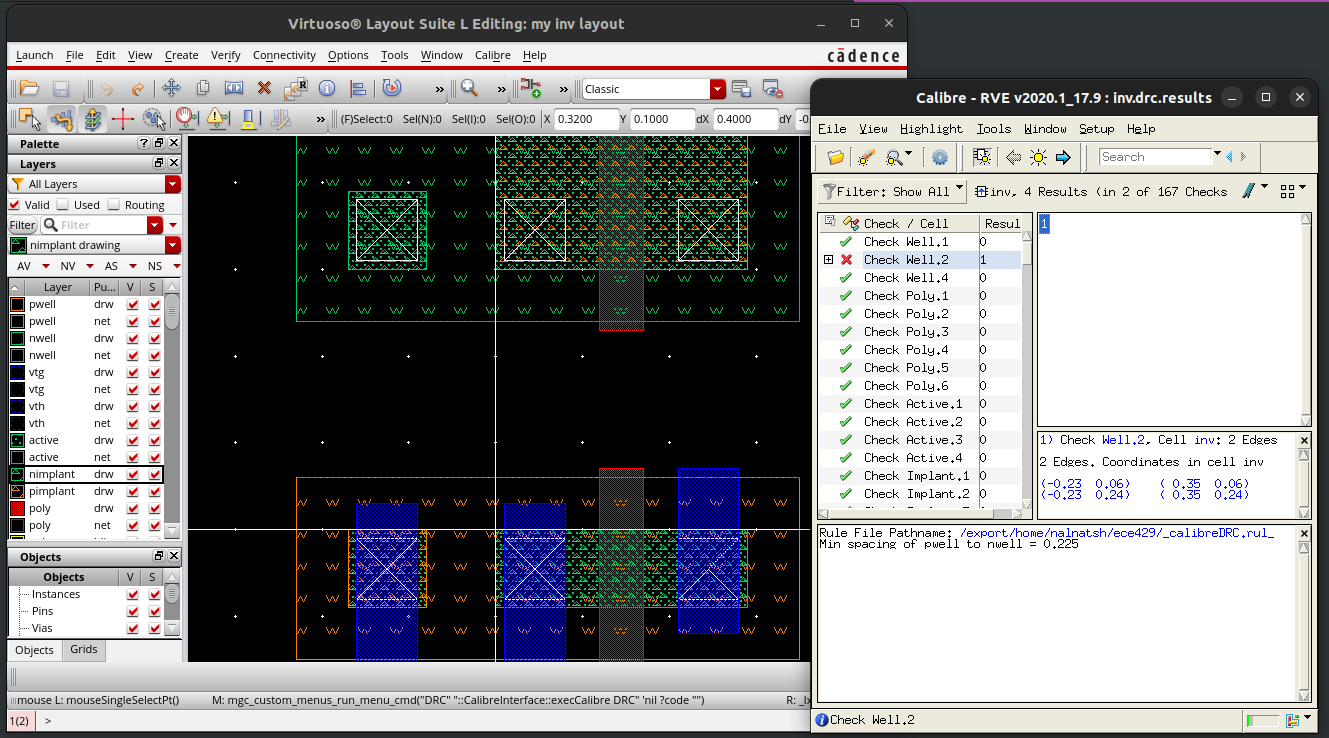 Virtuoso® Layout Suite L Editing: my inv layout
Launch File Edit View Create Verify Connectivity Options Tools Window Calibre Help
cādence
» » » Classic
» (F)Select:0 Sel(N):0 Sel(I):0 Sel(O):0 X 0.3200 Y 0.1000 dX 0.4000 dY -0
Palette
Layers
All Layers
Valid Used Routing
Filter Filter
nimplant drawing
AV NV AS NS
Layer Pu... V S
pwell drw
pwell net
nwell drw
nwell net
vtg drw
vtg net
vth drw
vth net
active drw
active net
nimplant drw
pimplant drw
poly drw
poly net
Objects
Objects V S
Instances
Pins
Vias
Objects Grids
mouse L: mouseSingleSelectPt() M: mgc_custom_menus_run_menu_cmd("DRC" "::CalibreInterface::execCalibre DRC" 'nil ?code "")
1(2) >
Calibre - RVE v2020.1_17.9 : inv.drc.results
File View Highlight Tools Window Setup Help
Search
Filter: Show All inv, 4 Results (in 2 of 167 Checks
Check / Cell Resul
Check Well.1 0
Check Well.2 1
Check Well.4 0
Check Poly.1 0
Check Poly.2 0
Check Poly.3 0
Check Poly.4 0
Check Poly.5 0
Check Poly.6 0
Check Active.1 0
Check Active.2 0
Check Active.3 0
Check Active.4 0
Check Implant.1 0
Check Implant.2 0
1
1) Check Well.2, Cell inv: 2 Edges
2 Edges. Coordinates in cell inv
(-0.23 0.06) ( 0.35 0.06)
(-0.23 0.24) ( 0.35 0.24)
Rule File Pathname: /export/home/nalnatsh/ece429/_calibreDRC.rul_
Min spacing of pwell to nwell = 0.225
Check Well.2